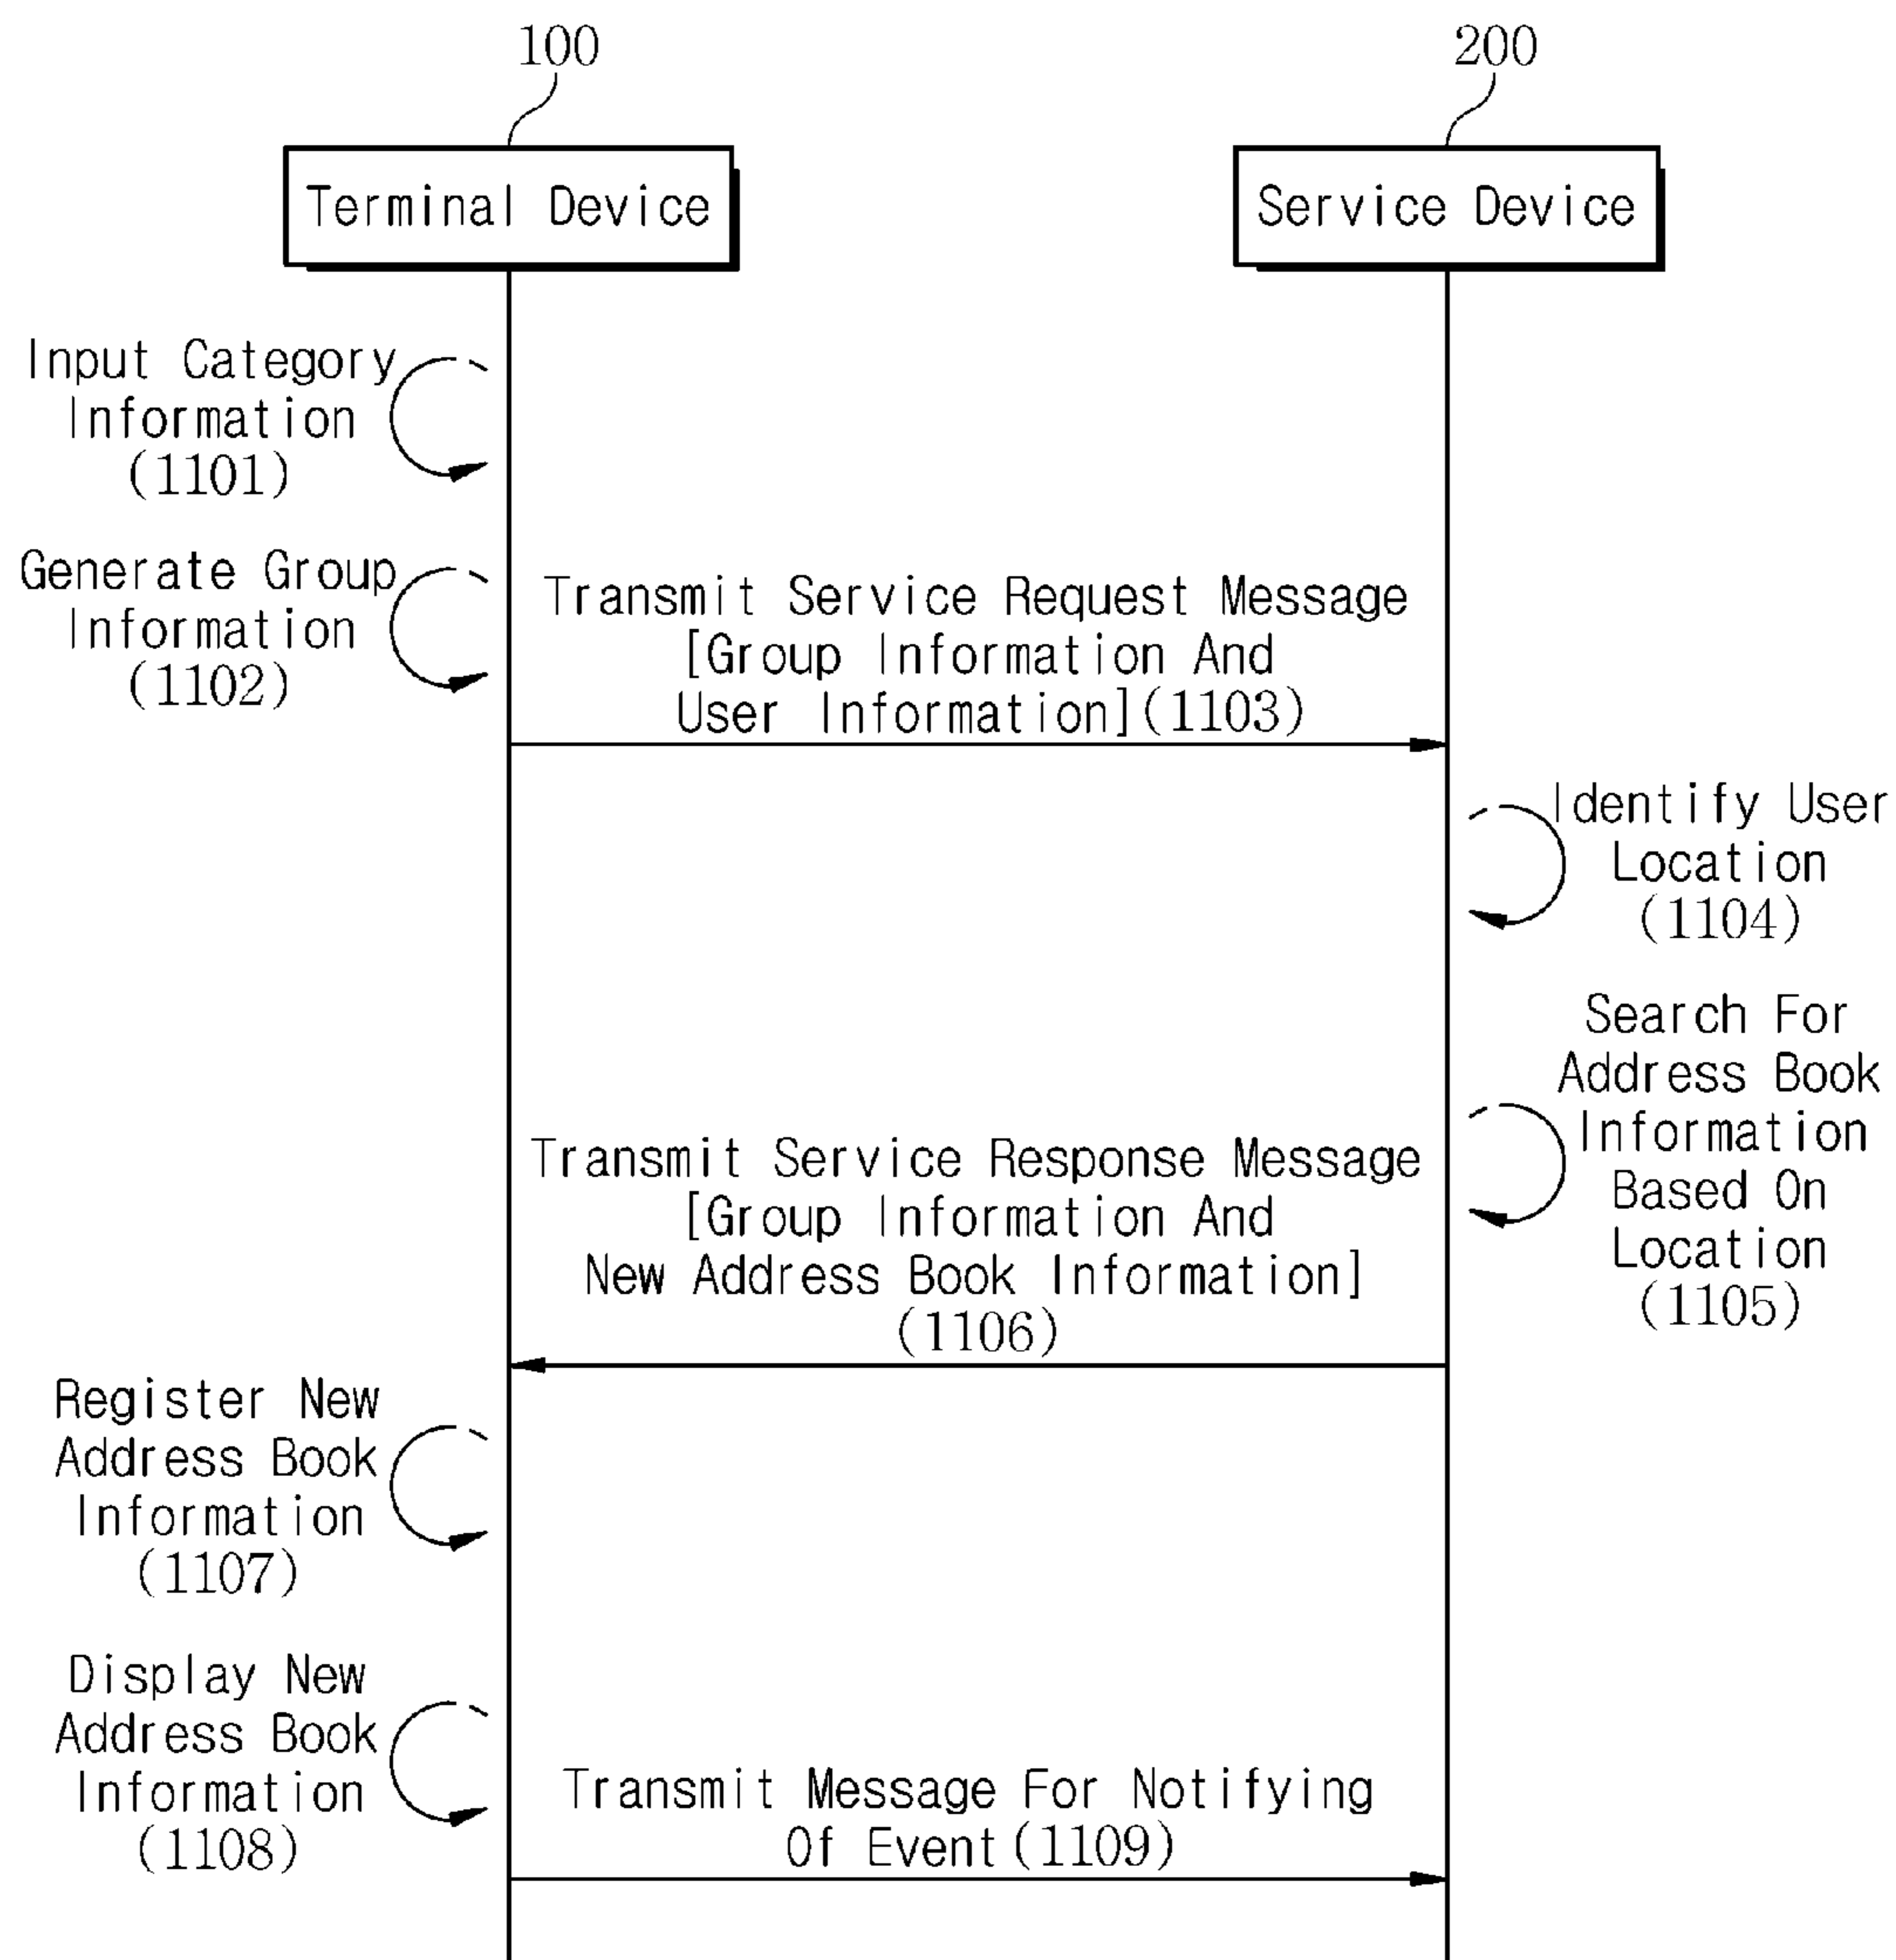 100
200
Terminal Device
Service Device
Input Category
Information
(1101)
Generate Group
Information
(1102)
Transmit Service Request Message
[Group Information And
User Information](1103)
Identify User
Location
(1104)
Search For
Address Book
Information
Based On
Location
(1105)
Transmit Service Response Message
[Group Information And
New Address Book Information]
(1106)
Register New
Address Book
Information
(1107)
Display New
Address Book
Information
(1108)
Transmit Message For Notifying
Of Event(1109)